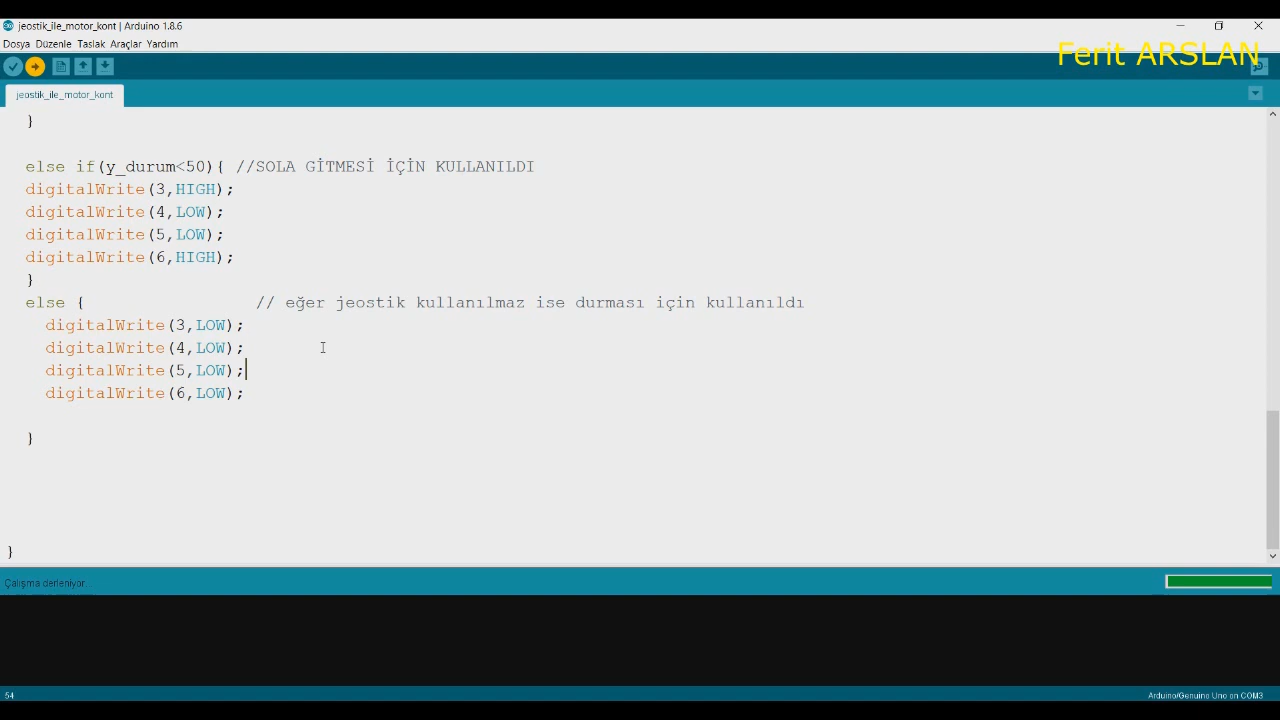 jeostik_ile_motor_kont | Arduino 1.8.6
Dosya Düzenle Taslak Araçlar Yardım
Ferit ARSLAN
jeostik_ile_motor_kont
}
else if(y_durum<50){ //SOLA GİTMESİ İÇİN KULLANILDI
digitalWrite(3,HIGH);
digitalWrite(4,LOW);
digitalWrite(5,LOW);
digitalWrite(6,HIGH);
}
else { // eğer jeostik kullanılmaz ise durması için kullanıldı
digitalWrite(3,LOW);
digitalWrite(4,LOW);
digitalWrite(5,LOW);
digitalWrite(6,LOW);
}
}
Çalışma derleniyor...
54
Arduino/Genuino Uno on COM3